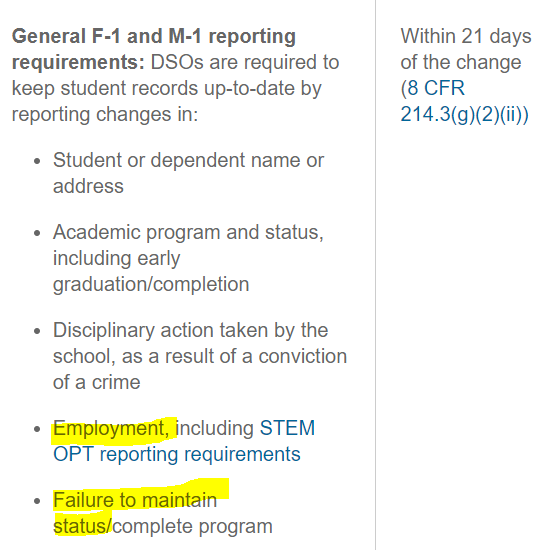 General F-1 and M-1 reporting
requirements: DSOs are required to
keep student records up-to-date by
reporting changes in:
• Student or dependent name or
address
• Academic program and status,
including early
graduation/completion
• Disciplinary action taken by the
school, as a result of a conviction
of a crime
• Employment, including STEM
OPT reporting requirements
• Failure to maintain
status/complete program
Within 21 days
of the change
(8 CFR
214.3(g)(2)(ii))